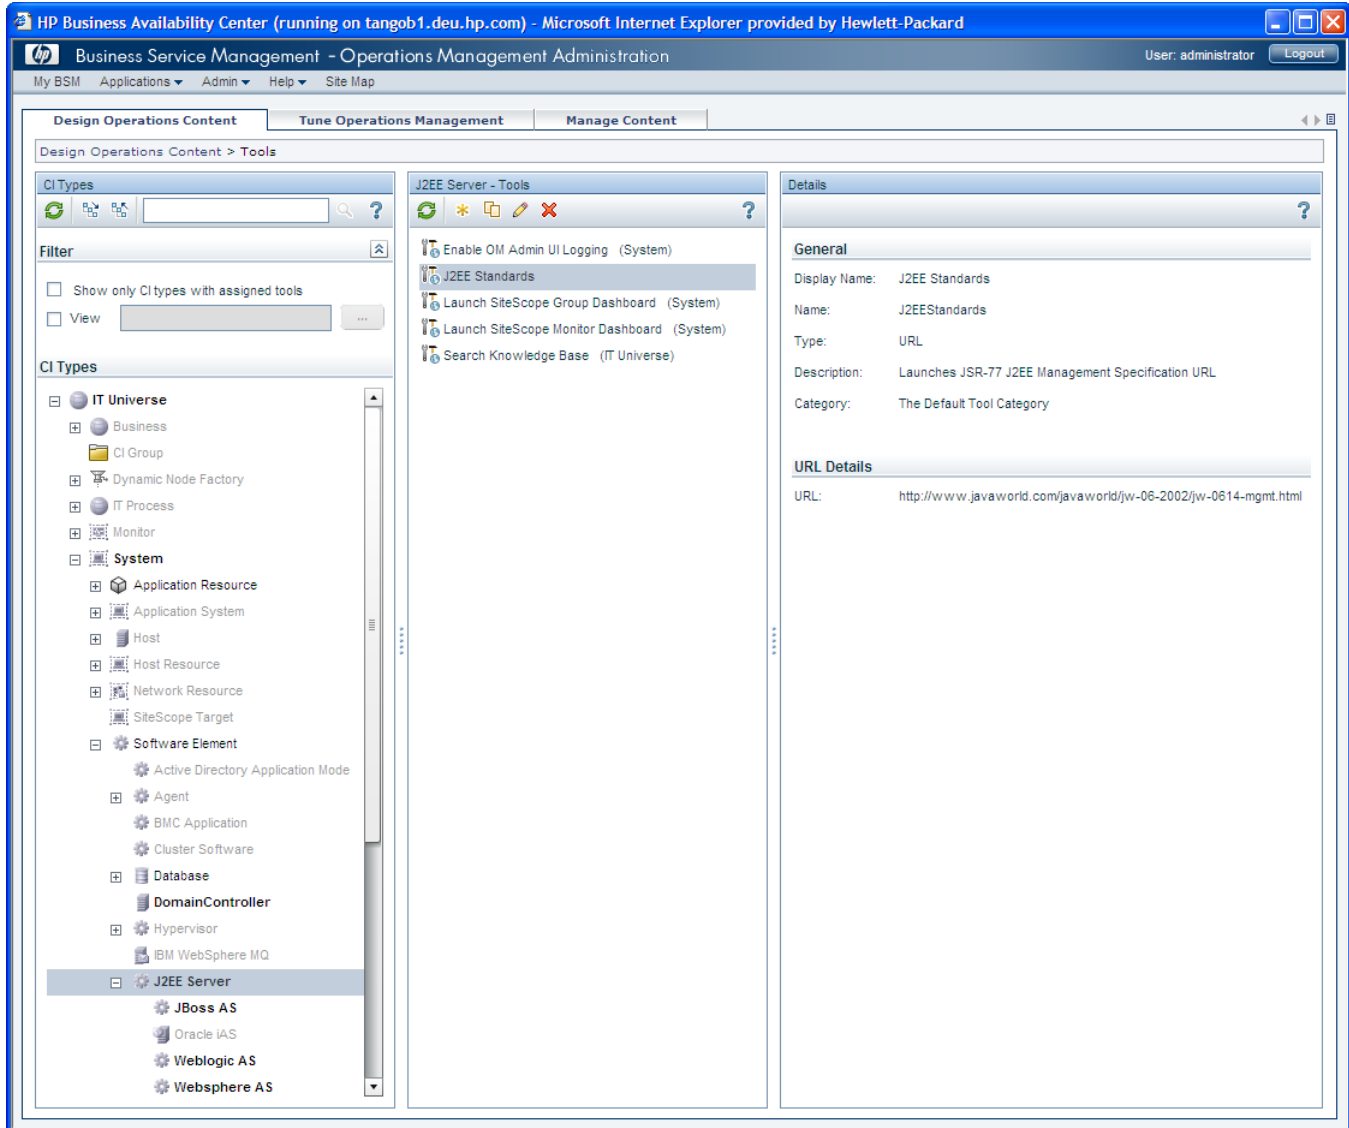 HP Business Availability Center (running on tangob1.deu.hp.com) - Microsoft Internet Explorer provided by Hewlett-Packard
hp Business Service Management - Operations Management Administration User: administrator Logout
My BSM Applications Admin Help Site Map
Design Operations Content Tune Operations Management Manage Content
Design Operations Content > Tools
CI Types
?
Filter
Show only CI types with assigned tools
View ...
CI Types
IT Universe
Business
CI Group
Dynamic Node Factory
IT Process
Monitor
System
Application Resource
Application System
Host
Host Resource
Network Resource
SiteScope Target
Software Element
Active Directory Application Mode
Agent
BMC Application
Cluster Software
Database
DomainController
Hypervisor
IBM WebSphere MQ
J2EE Server
JBoss AS
Oracle iAS
Weblogic AS
Websphere AS
J2EE Server - Tools
?
Enable OM Admin UI Logging (System)
J2EE Standards
Launch SiteScope Group Dashboard (System)
Launch SiteScope Monitor Dashboard (System)
Search Knowledge Base (IT Universe)
Details
?
General
Display Name: J2EE Standards
Name: J2EEStandards
Type: URL
Description: Launches JSR-77 J2EE Management Specification URL
Category: The Default Tool Category
URL Details
URL: http://www.javaworld.com/javaworld/jw-06-2002/jw-0614-mgmt.html